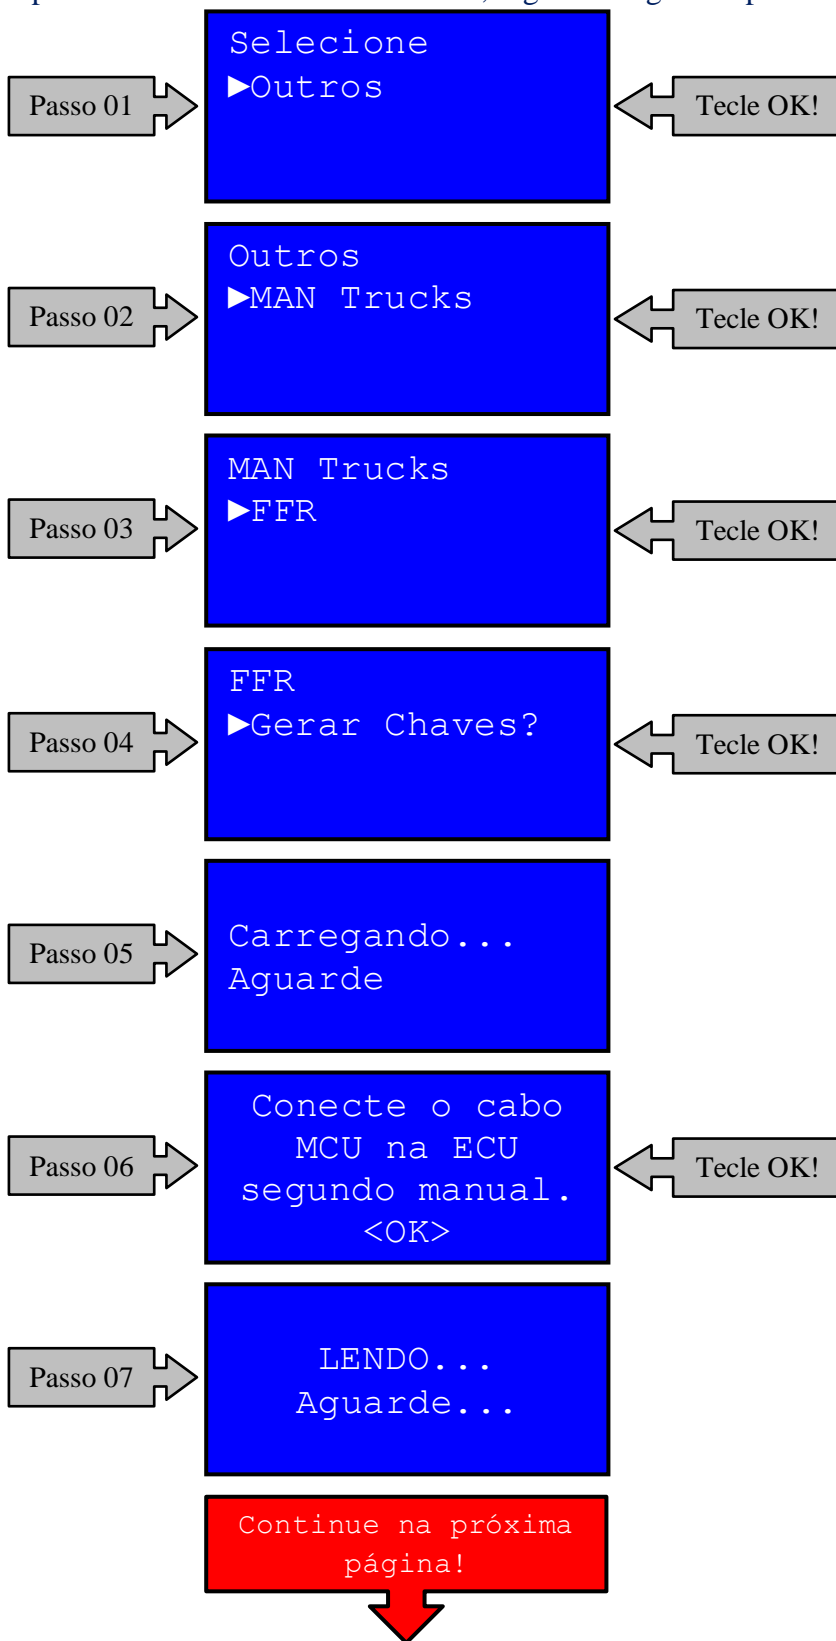 Passo 01
Selecione
►Outros
Tecle OK!
Passo 02
Outros
►MAN Trucks
Tecle OK!
Passo 03
MAN Trucks
►FFR
Tecle OK!
Passo 04
FFR
►Gerar Chaves?
Tecle OK!
Passo 05
Carregando...
Aguarde
Passo 06
Conecte o cabo
MCU na ECU
segundo manual.
<OK>
Tecle OK!
Passo 07
LENDO...
Aguarde...
Continue na próxima
página!